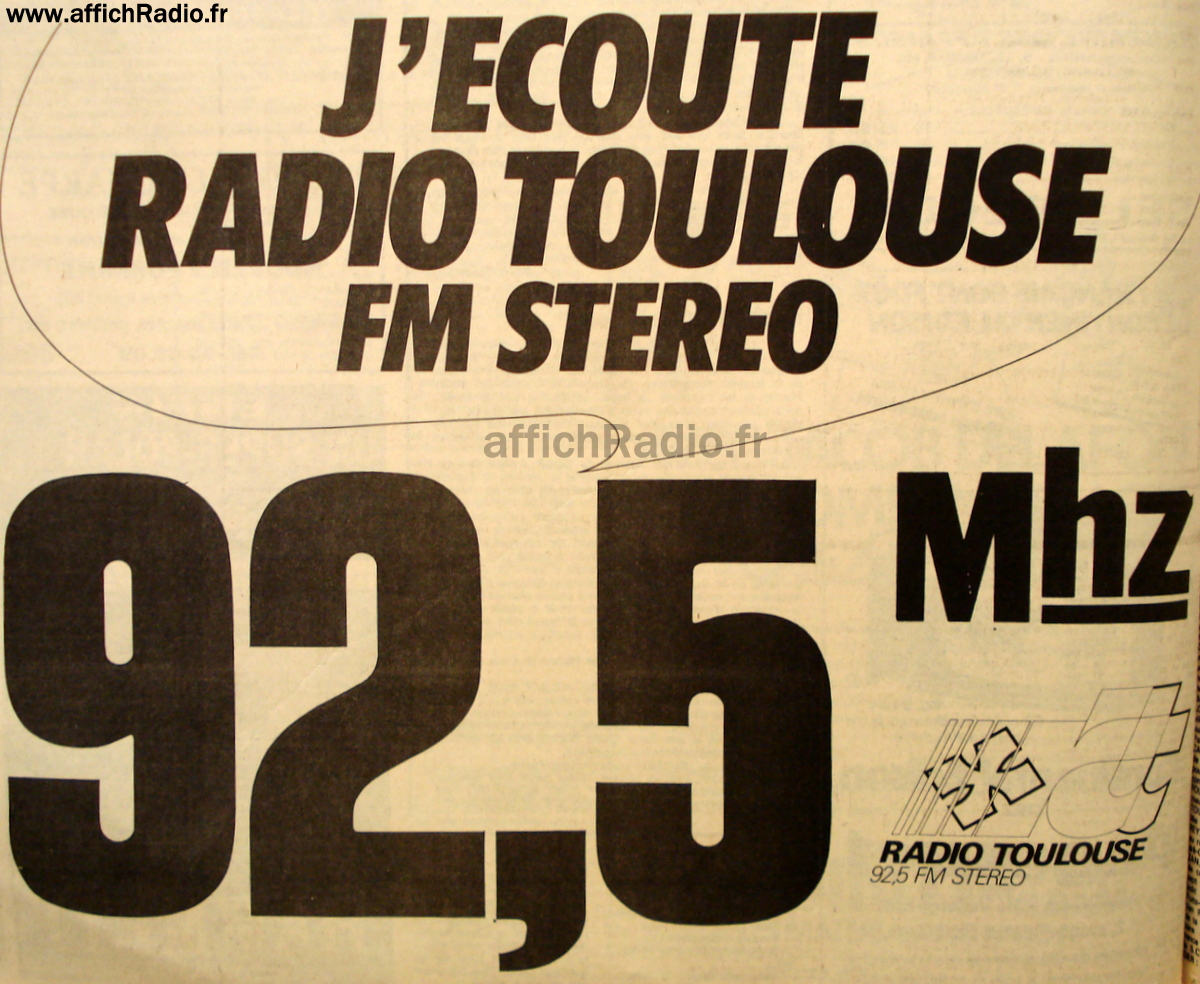 www.affichRadio.fr
J'ECOUTE
RADIO TOULOUSE
FM STEREO
affichRadio.fr
92,5 Mhz
RADIO TOULOUSE
92,5 FM STEREO